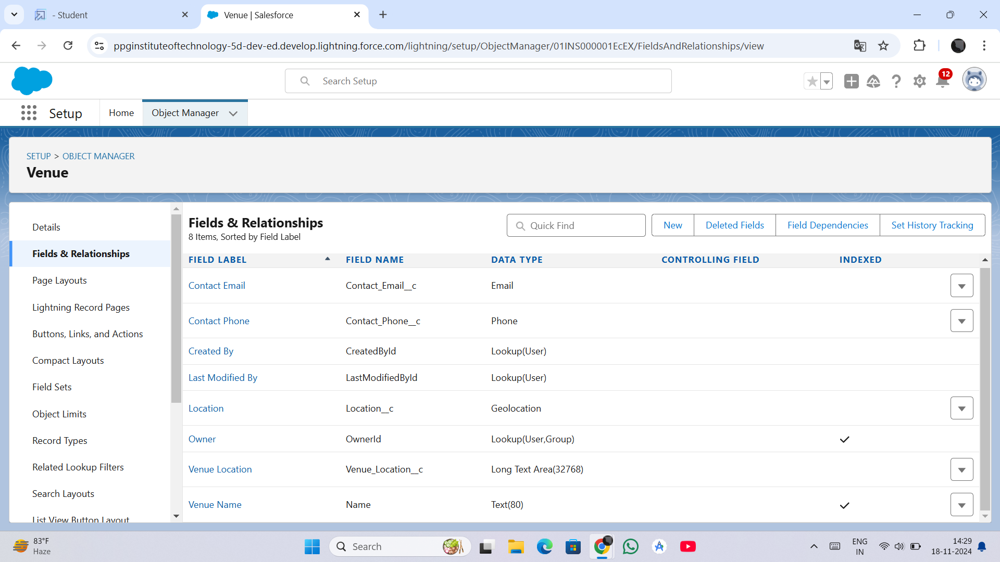 - Student
Venue | Salesforce
ppginstituteoftechnology-5d-dev-ed.develop.lightning.force.com/lightning/setup/ObjectManager/01INS000001EcEX/FieldsAndRelationships/view
Search Setup
12
Setup
Home
Object Manager
SETUP > OBJECT MANAGER
Venue
Details
Fields & Relationships
Page Layouts
Lightning Record Pages
Buttons, Links, and Actions
Compact Layouts
Field Sets
Object Limits
Record Types
Related Lookup Filters
Search Layouts
List View Button Layout
Fields & Relationships
8 Items, Sorted by Field Label
Quick Find
New
Deleted Fields
Field Dependencies
Set History Tracking
FIELD LABEL FIELD NAME DATA TYPE CONTROLLING FIELD INDEXED
Contact Email Contact_Email__c Email
Contact Phone Contact_Phone__c Phone
Created By CreatedById Lookup(User)
Last Modified By LastModifiedById Lookup(User)
Location Location__c Geolocation
Owner OwnerId Lookup(User,Group)
Venue Location Venue_Location__c Long Text Area(32768)
Venue Name Name Text(80)
83°F
Haze
Search
ENG
IN
14:29
18-11-2024